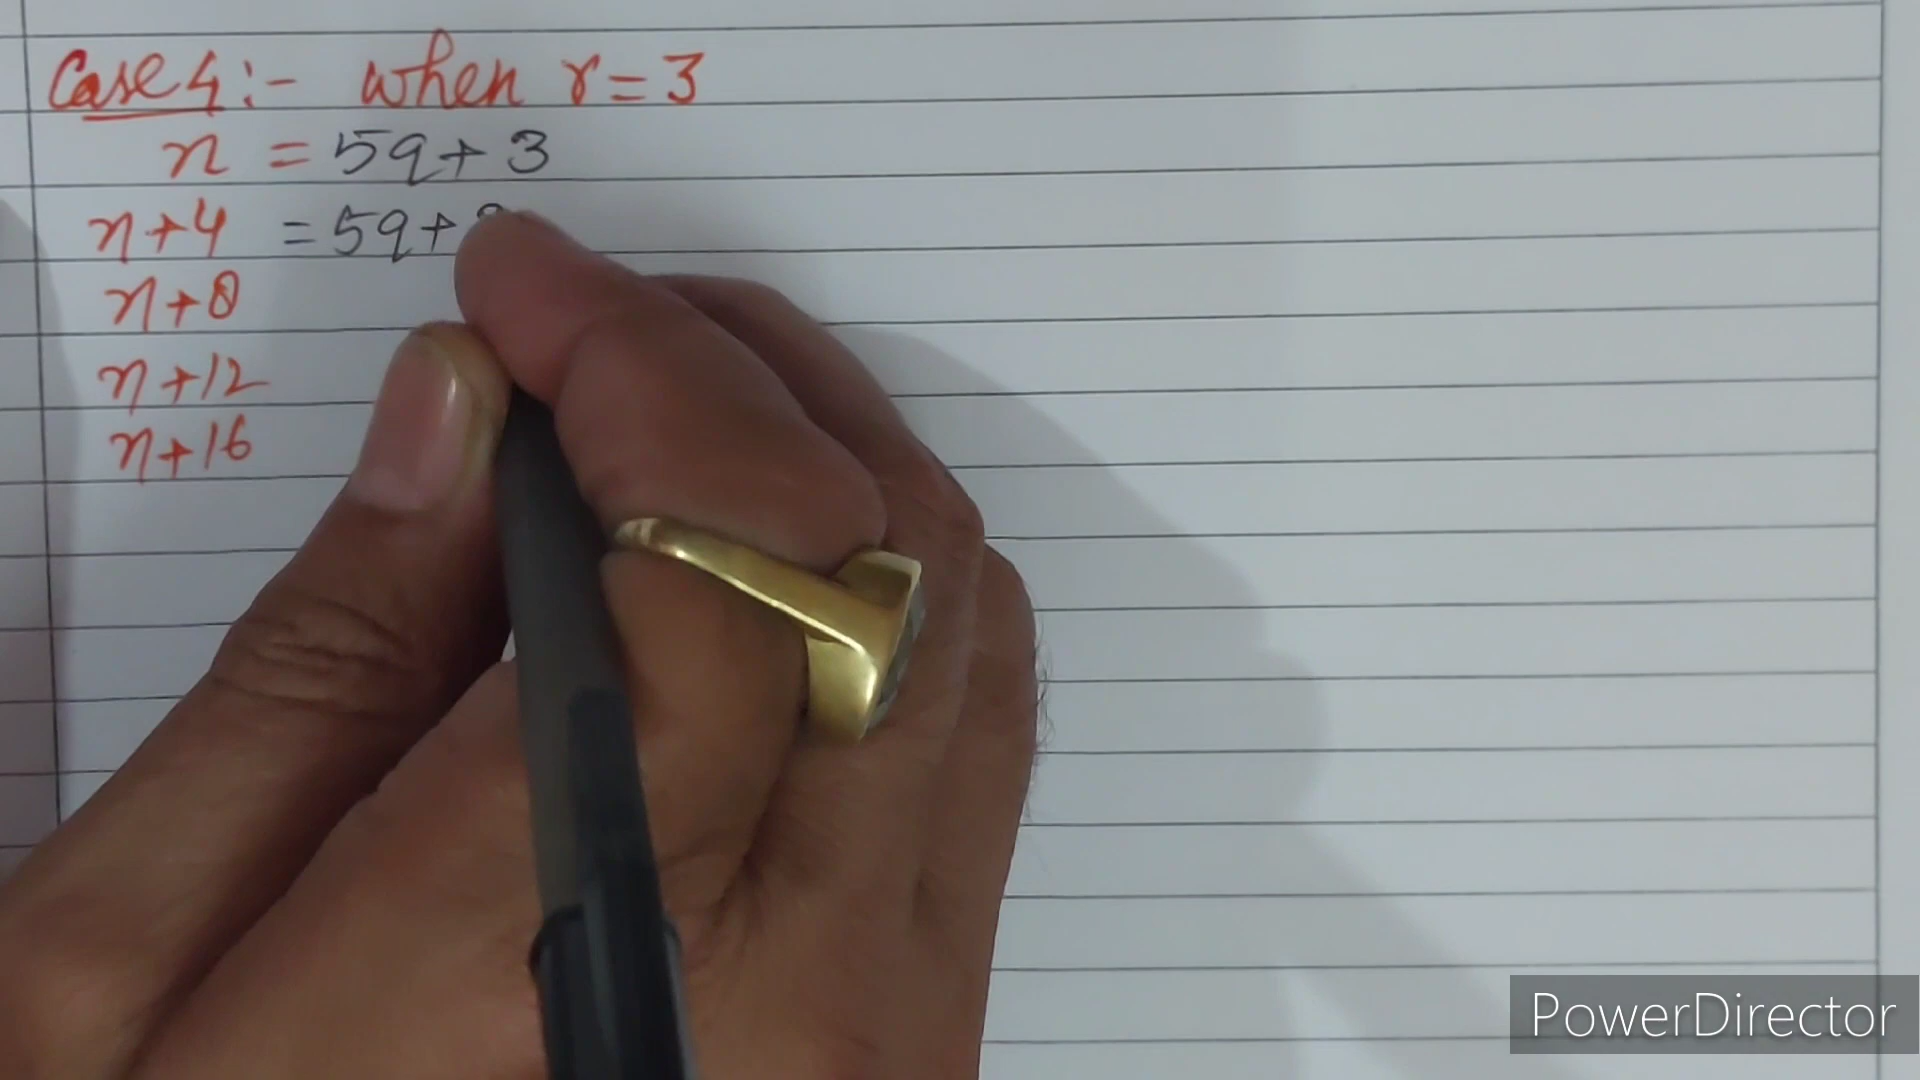 Case 4:- when r = 3
n = 5q + 3
n+4 = 5q+
n+8
n+12
n+16
PowerDirector